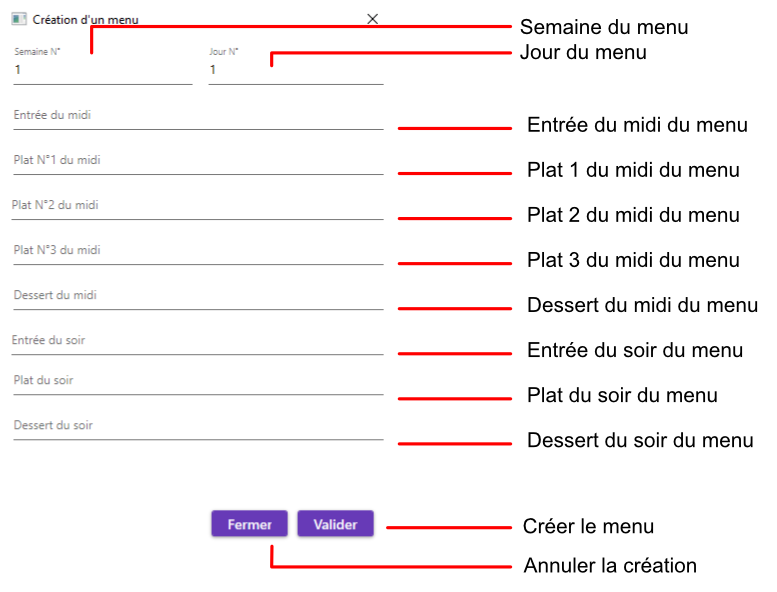 Création d'un menu
Semaine du menu
Semaine N°
Jour N°
Jour du menu
1
1
Entrée du midi
Entrée du midi du menu
Plat N°1 du midi
Plat 1 du midi du menu
Plat N°2 du midi
Plat 2 du midi du menu
Plat N°3 du midi
Plat 3 du midi du menu
Dessert du midi
Dessert du midi du menu
Entrée du soir
Entrée du soir du menu
Plat du soir
Plat du soir du menu
Dessert du soir
Dessert du soir du menu
Fermer
Valider
Créer le menu
Annuler la création